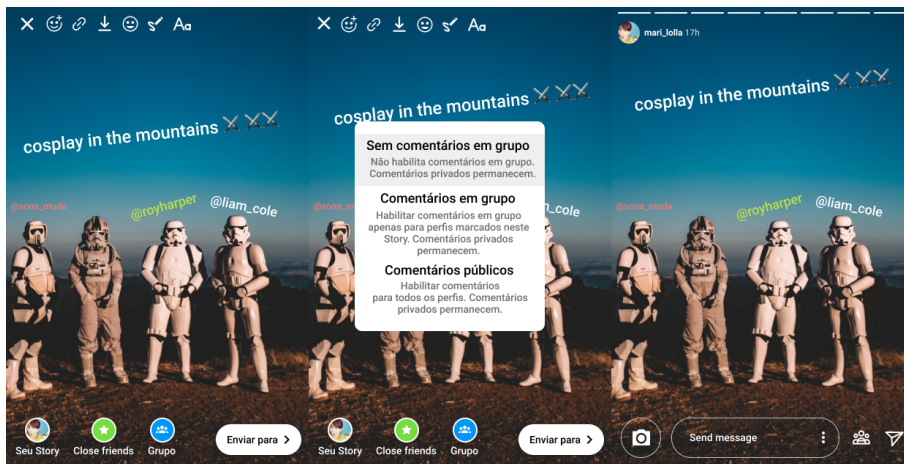 Aa
cosplay in the mountains ⚔⚔⚔
@sona_muda
@royharper
@liam_cole
Seu Story
Close friends
Grupo
Enviar para >
Aa
cosplay in the mountains ⚔⚔⚔
Sem comentários em grupo
Não habilita comentários em grupo.
Comentários privados permanecem.
Comentários em grupo
Habilitar comentários em grupo
apenas para perfis marcados neste
Story. Comentários privados
permanecem.
Comentários públicos
Habilitar comentários
para todos os perfis. Comentários
privados permanecem.
@sona_m
_cole
Seu Story
Close friends
Grupo
Enviar para >
mari_lolla 17h
cosplay in the mountains ⚔⚔⚔
@sona_muda
@royharper
@liam_cole
Send message